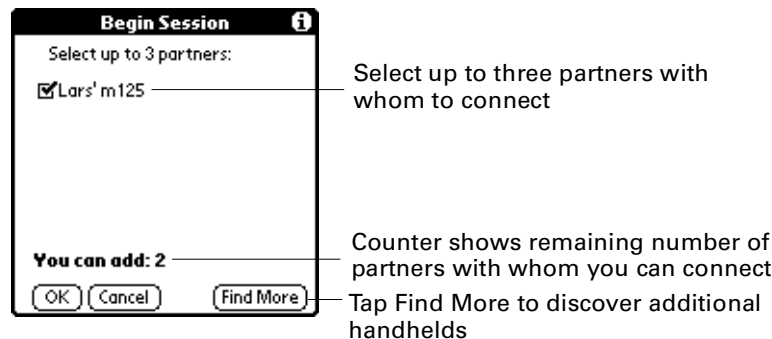 Begin Session i
Select up to 3 partners:
Lars' m125
Select up to three partners with
whom to connect
You can add: 2
Counter shows remaining number of
partners with whom you can connect
OK Cancel Find More
Tap Find More to discover additional
handhelds